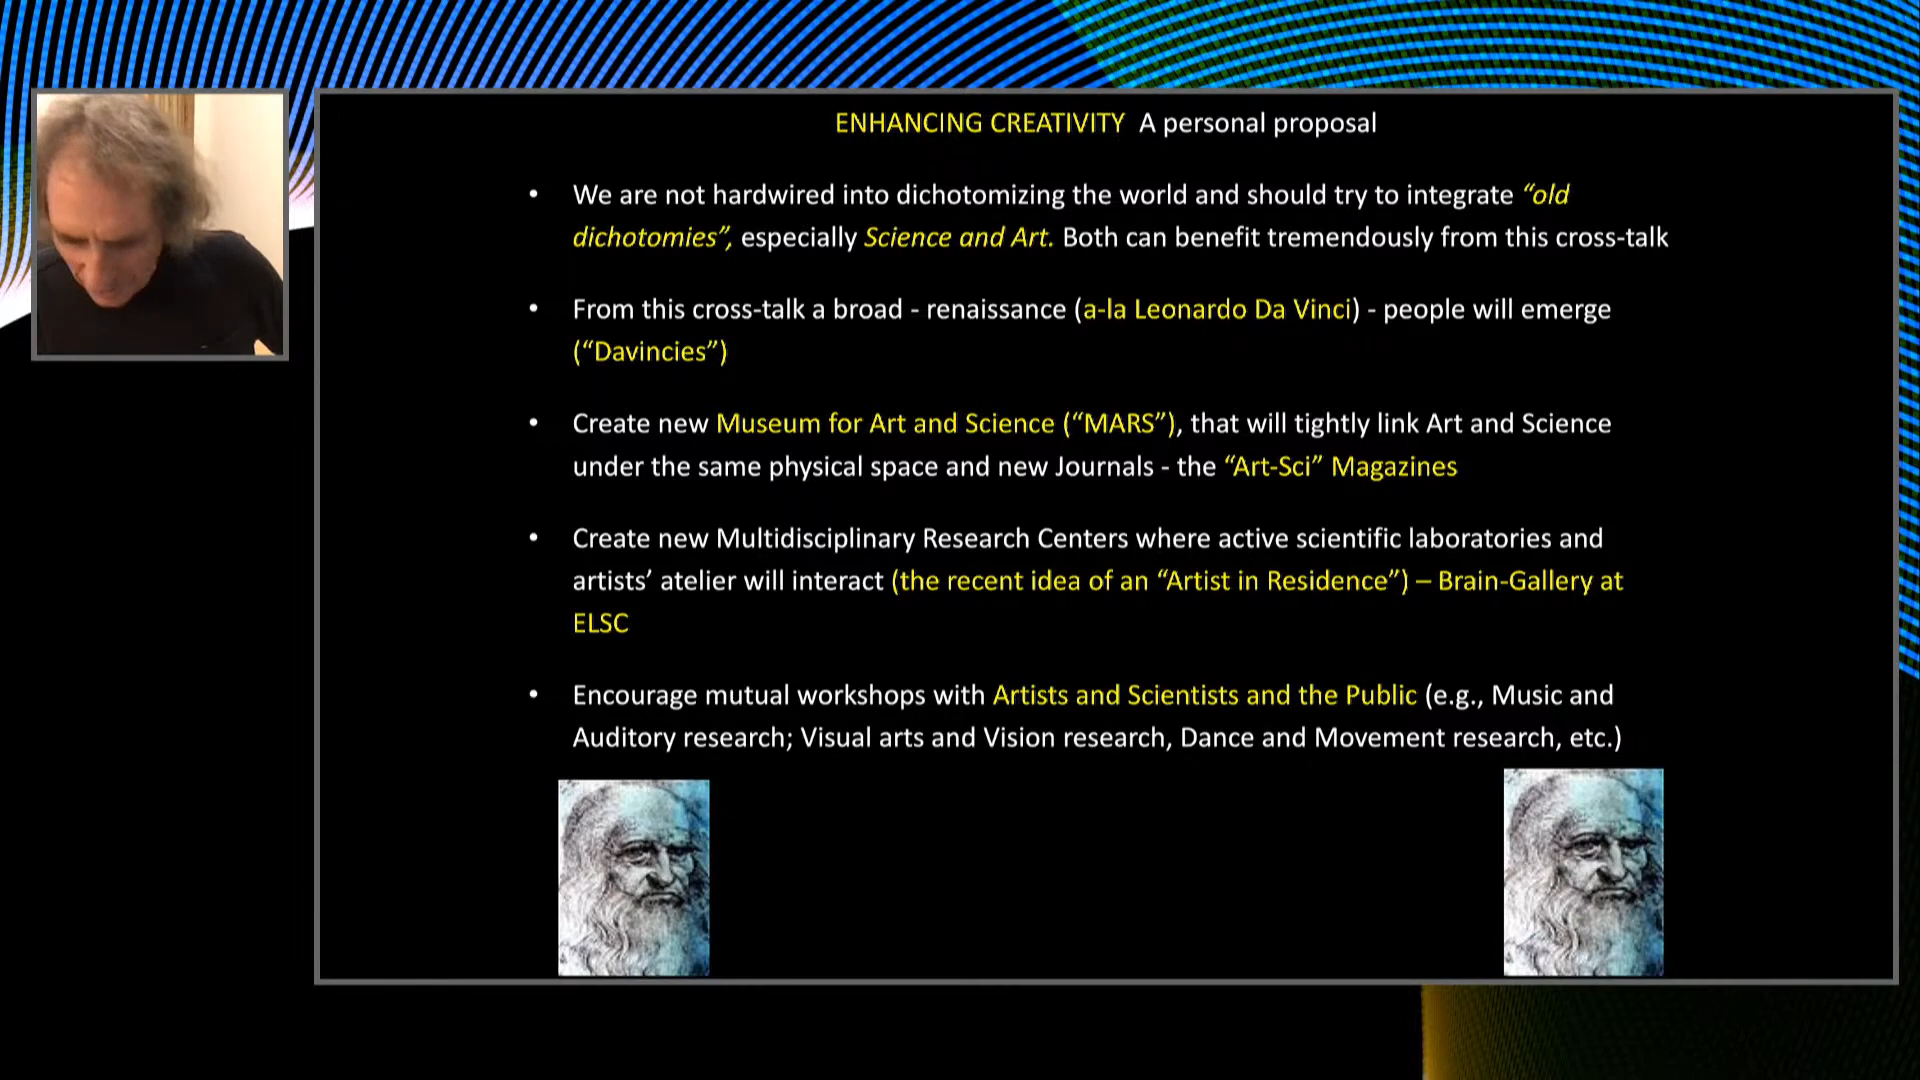 ENHANCING CREATIVITY A personal proposal
• We are not hardwired into dichotomizing the world and should try to integrate “old
dichotomies”, especially Science and Art. Both can benefit tremendously from this cross-talk
• From this cross-talk a broad - renaissance (a-la Leonardo Da Vinci) - people will emerge
(“Davincies”)
• Create new Museum for Art and Science (“MARS”), that will tightly link Art and Science
under the same physical space and new Journals - the “Art-Sci” Magazines
• Create new Multidisciplinary Research Centers where active scientific laboratories and
artists’ atelier will interact (the recent idea of an “Artist in Residence”) – Brain-Gallery at
ELSC
• Encourage mutual workshops with Artists and Scientists and the Public (e.g., Music and
Auditory research; Visual arts and Vision research, Dance and Movement research, etc.)